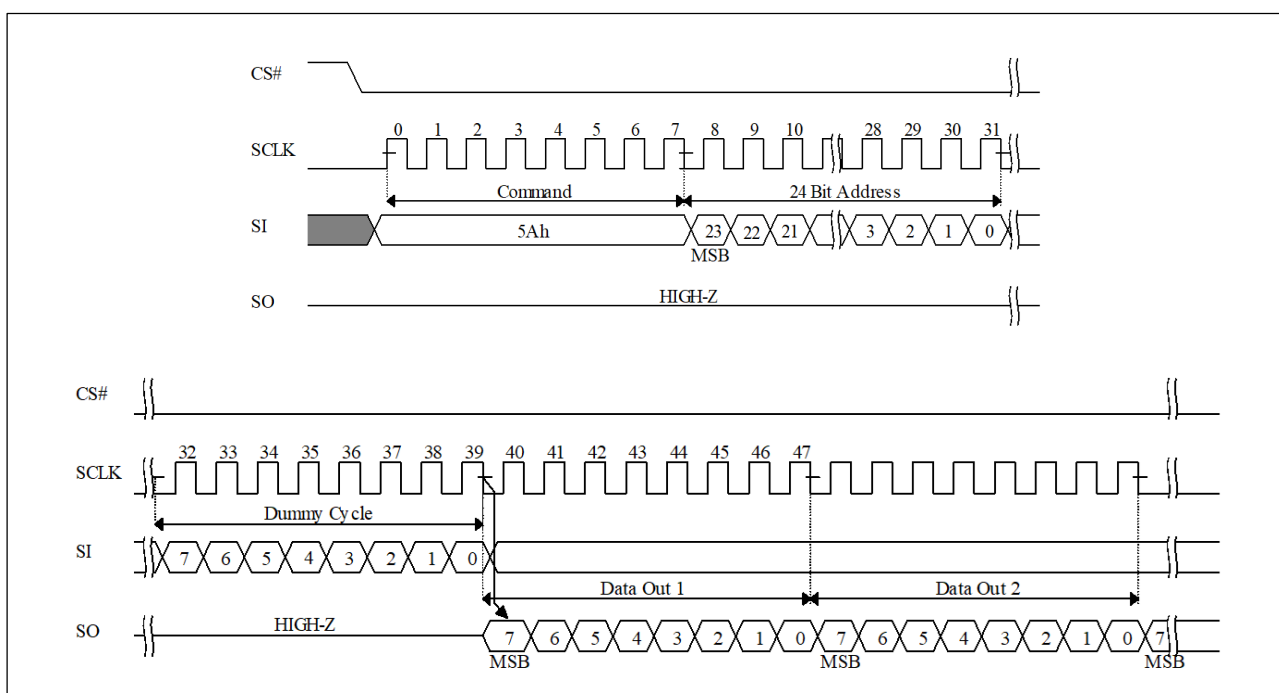 CS#
0 1 2 3 4 5 6 7 8 9 10 28 29 30 31
SCLK
Command 24 Bit Address
SI 5Ah 23 22 21 3 2 1 0
MSB
HIGH-Z
SO
CS#
32 33 34 35 36 37 38 39 40 41 42 43 44 45 46 47
SCLK
Dummy Cycle
SI 7 6 5 4 3 2 1 0
Data Out 1 Data Out 2
SO HIGH-Z 7 6 5 4 3 2 1 0 7 6 5 4 3 2 1 0 7
MSB MSB MSB